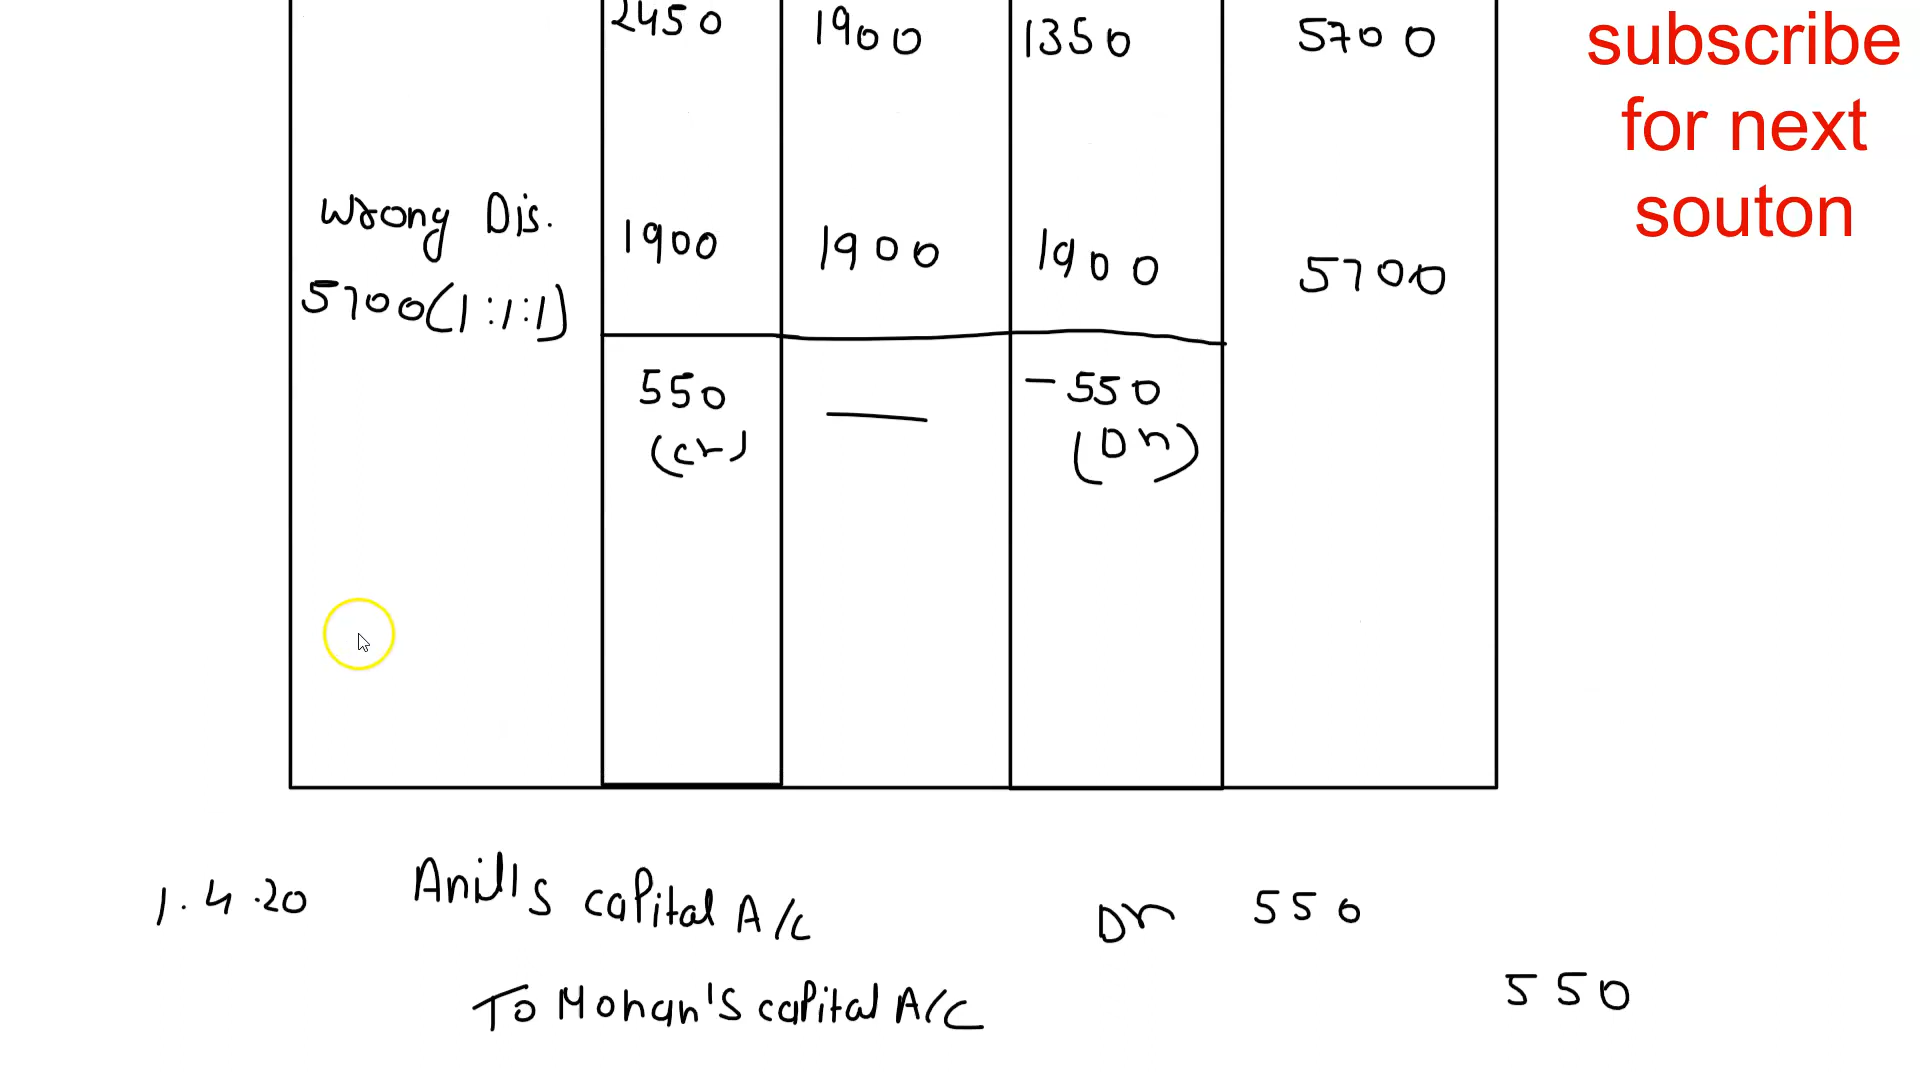 2450 1900 1350 5700
Wrong Dis. 1900 1900 1900 5700
5700(1:1:1)
550 — -550
(cr) (Dr)
1.4.20 Anil's capital A/c Dr 550
To Mohan's capital A/C 550
subscribe
for next
souton